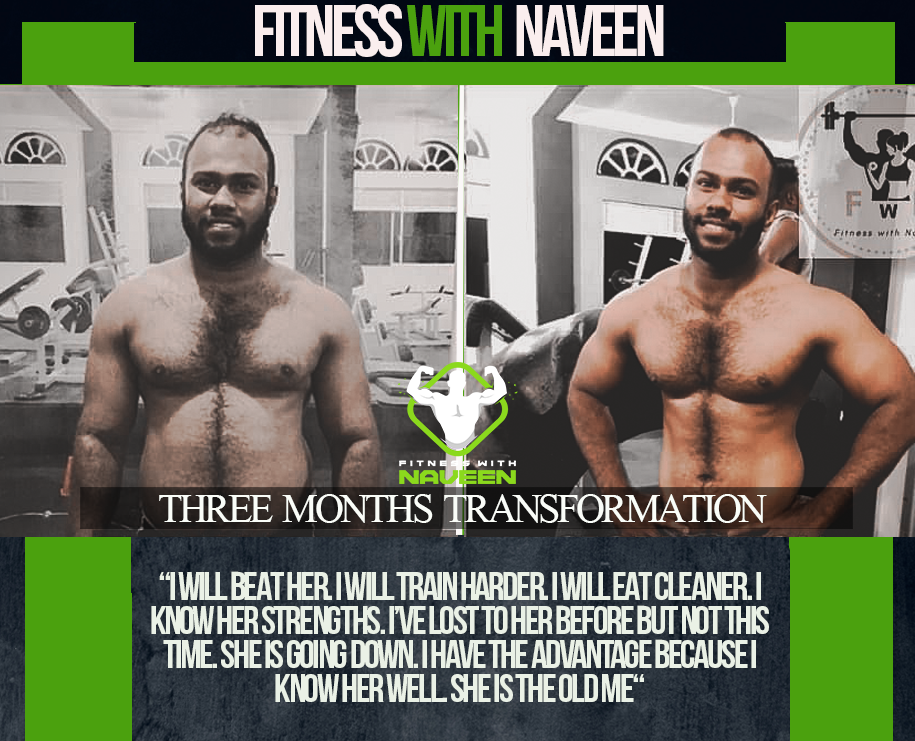 FITNESS WITH NAVEEN
F W
Fitness with
FITNESS WITH
NAVEEN
THREE MONTHS TRANSFORMATION
“I WILL BEAT HER. I WILL TRAIN HARDER. I WILL EAT CLEANER. I
KNOW HER STRENGTHS. I’VE LOST TO HER BEFORE BUT NOT THIS
TIME. SHE IS GOING DOWN. I HAVE THE ADVANTAGE BECAUSE I
KNOW HER WELL. SHE IS THE OLD ME“